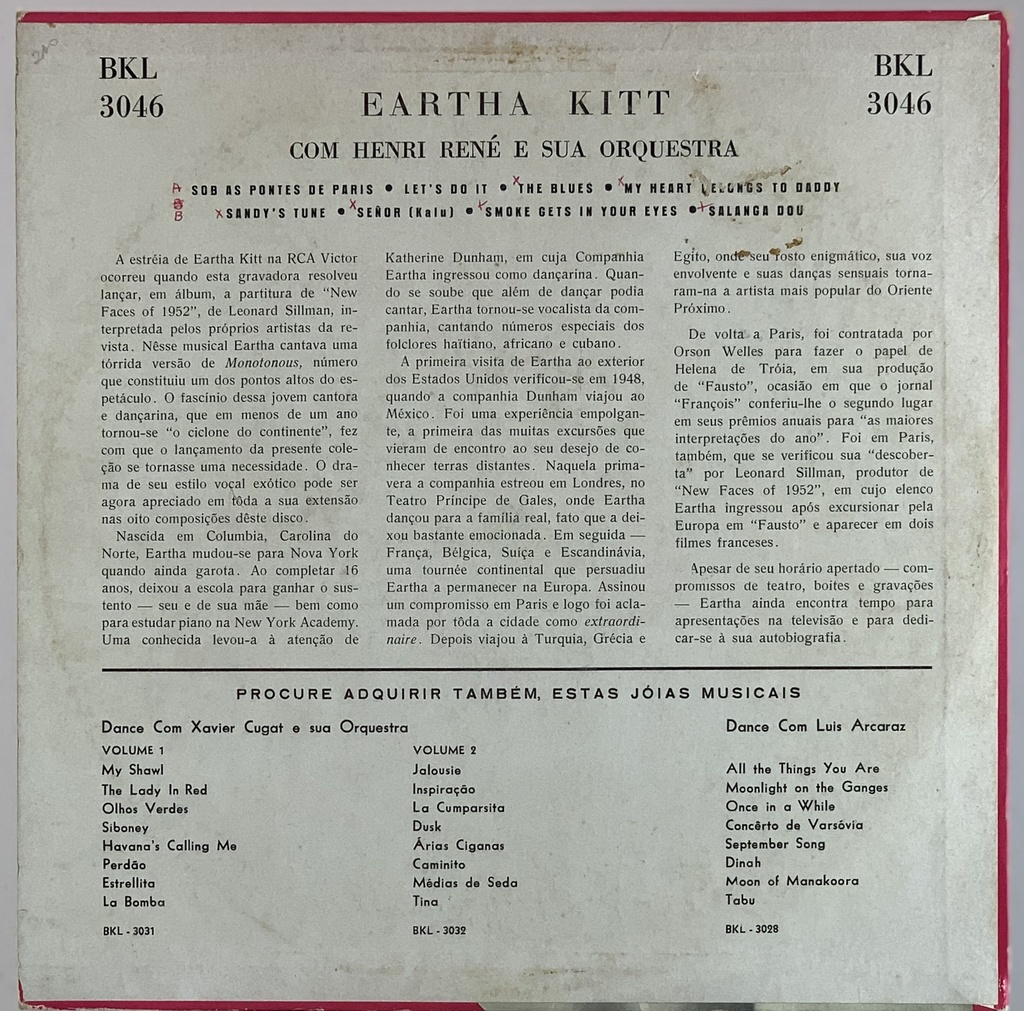 BKL
3046
BKL
3046
EARTHA KITT
COM HENRI RENÉ E SUA ORQUESTRA
A SOB AS PONTES DE PARIS • LET'S DO IT • x THE BLUES • x MY HEART BELONGS TO DADDY
B x SANDY'S TUNE • x SEÑOR (Kalu) • x SMOKE GETS IN YOUR EYES • x SALANGA DOU
A estréia de Eartha Kitt na RCA Victor
ocorreu quando esta gravadora resolveu
lançar, em álbum, a partitura de "New
Faces of 1952", de Leonard Sillman, in-
terpretada pelos próprios artistas da re-
vista. Nêsse musical Eartha cantava uma
tórrida versão de Monotonous, número
que constituiu um dos pontos altos do es-
petáculo. O fascínio dessa jovem cantora
e dançarina, que em menos de um ano
tornou-se "o ciclone do continente", fez
com que o lançamento da presente cole-
ção se tornasse uma necessidade. O dra-
ma de seu estilo voçal exótico pode ser
agora apreciado em tôda a sua extensão
nas oito composições dêste disco.
Nascida em Columbia, Carolina do
Norte, Eartha mudou-se para Nova York
quando ainda garota. Ao completar 16
anos, deixou a escola para ganhar o sus-
tento — seu e de sua mãe — bem como
para estudar piano na New York Academy.
Uma conhecida levou-a à atenção de
Katherine Dunham, em cuja Companhia
Eartha ingressou como dançarina. Quan-
do se soube que além de dançar podia
cantar, Eartha tornou-se vocalista da com-
panhia, cantando números especiais dos
folclores haïtiano, africano e cubano.
A primeira visita de Eartha ao exterior
dos Estados Unidos verificou-se em 1948,
quando a companhia Dunham viajou ao
México. Foi uma experiência empolgan-
te, a primeira das muitas excursões que
vieram de encontro ao seu desejo de co-
nhecer terras distantes. Naquela prima-
vera a companhia estreou em Londres, no
Teatro Príncipe de Gales, onde Eartha
dançou para a família real, fato que a dei-
xou bastante emocionada. Em seguida —
França, Bélgica, Suíça e Escandinávia,
uma tournée continental que persuadiu
Eartha a permanecer na Europa. Assinou
um compromisso em Paris e logo foi acla-
mada por tôda a cidade como extraordi-
naire. Depois viajou à Turquia, Grécia e
Egito, onde seu rosto enigmático, sua voz
envolvente e suas danças sensuais torna-
ram-na a artista mais popular do Oriente
Próximo.
De volta a Paris, foi contratada por
Orson Welles para fazer o papel de
Helena de Tróia, em sua produção
de "Fausto", ocasião em que o jornal
"François" conferiu-lhe o segundo lugar
em seus prêmios anuais para "as maiores
interpretações do ano". Foi em Paris,
também, que se verificou sua "descober-
ta" por Leonard Sillman, produtor de
"New Faces of 1952", em cujo elenco
Eartha ingressou após excursionar pela
Europa em "Fausto" e aparecer em dois
filmes franceses.
Apesar de seu horário apertado — com-
promissos de teatro, boites e gravações
— Eartha ainda encontra tempo para
apresentações na televisão e para dedi-
car-se à sua autobiografia.
PROCURE ADQUIRIR TAMBÉM, ESTAS JÓIAS MUSICAIS
Dance Com Xavier Cugat e sua Orquestra
VOLUME 1
My Shawl
The Lady In Red
Olhos Verdes
Siboney
Havana's Calling Me
Perdão
Estrellita
La Bomba
BKL - 3031
VOLUME 2
Jalousie
Inspiração
La Cumparsita
Dusk
Árias Ciganas
Caminito
Médias de Seda
Tina
BKL - 3032
Dance Com Luis Arcaraz
All the Things You Are
Moonlight on the Ganges
Once in a While
Concêrto de Varsóvia
September Song
Dinah
Moon of Manakoora
Tabu
BKL - 3028